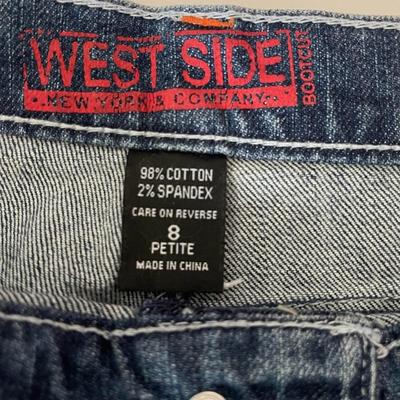 WEST SIDE
NEW YORK & COMPANY
BOOTCUT
98% COTTON
2% SPANDEX
CARE ON REVERSE
8
PETITE
MADE IN CHINA